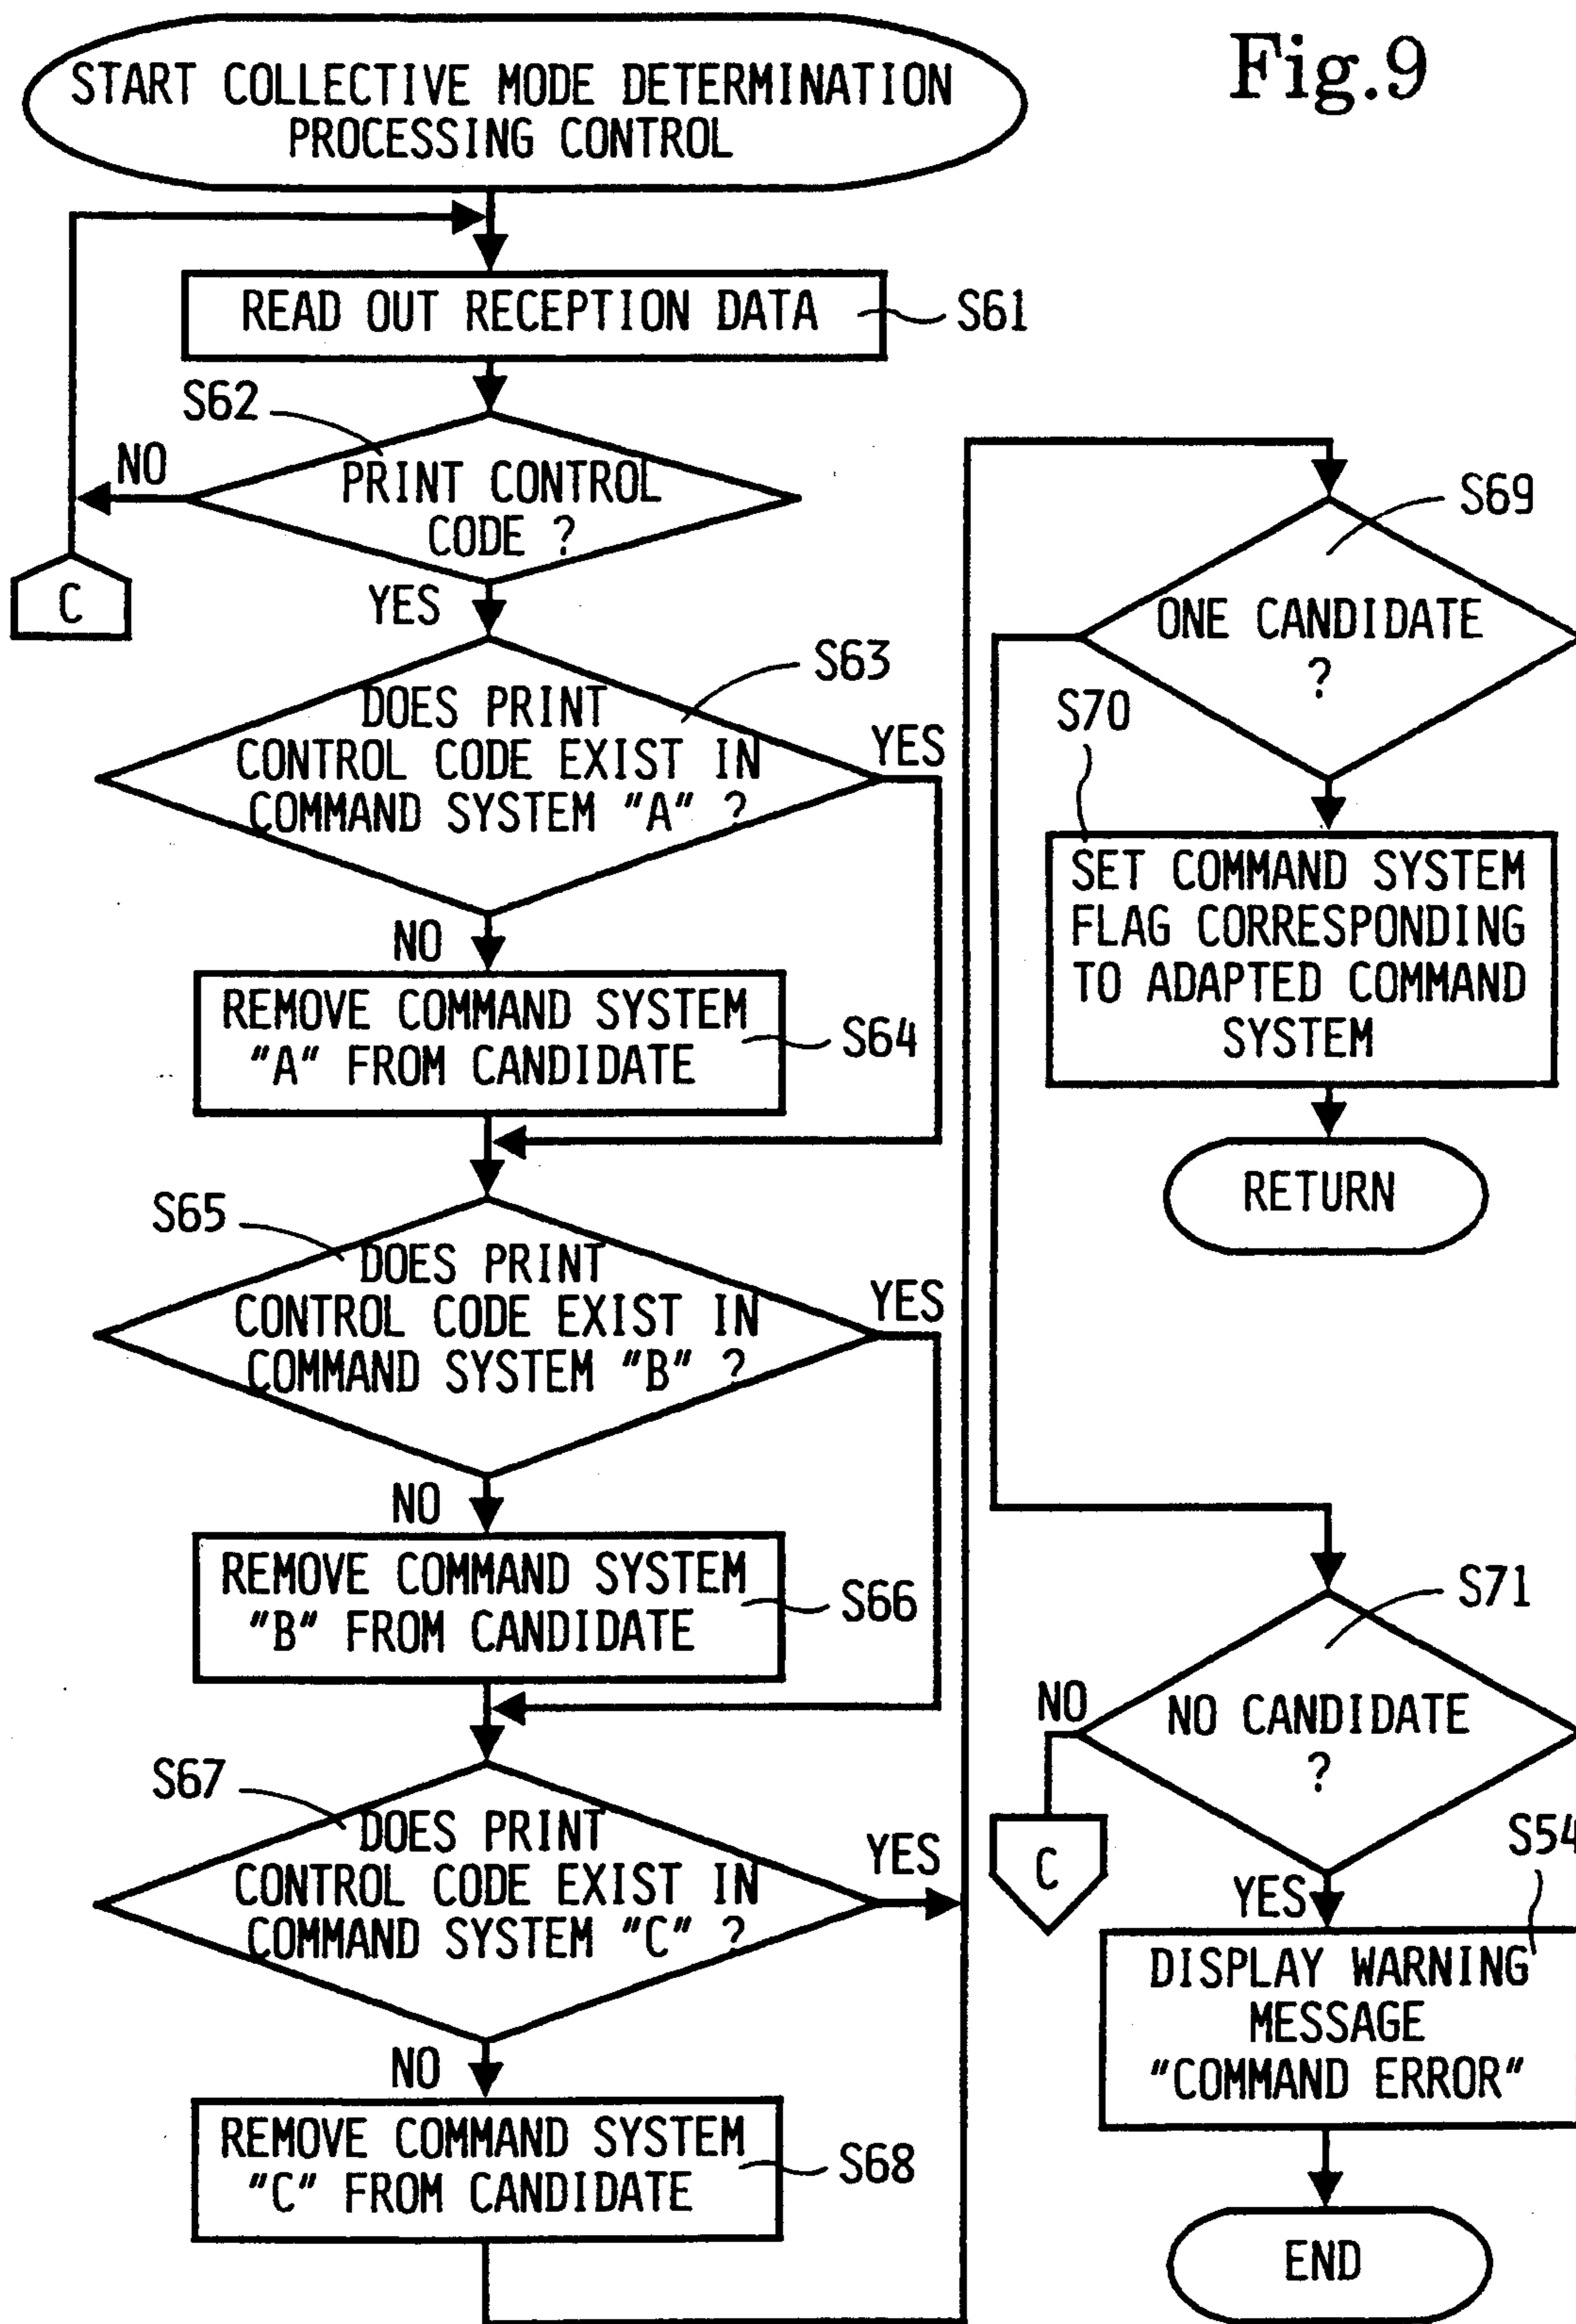 Fig.9
START COLLECTIVE MODE DETERMINATION
PROCESSING CONTROL
READ OUT RECEPTION DATA
S61
S62
NO
PRINT CONTROL
CODE ?
C
YES
S63
DOES PRINT
CONTROL CODE EXIST IN
COMMAND SYSTEM "A" ?
YES
NO
REMOVE COMMAND SYSTEM
"A" FROM CANDIDATE
S64
S65
DOES PRINT
CONTROL CODE EXIST IN
COMMAND SYSTEM "B" ?
YES
NO
REMOVE COMMAND SYSTEM
"B" FROM CANDIDATE
S66
S67
DOES PRINT
CONTROL CODE EXIST IN
COMMAND SYSTEM "C" ?
YES
NO
REMOVE COMMAND SYSTEM
"C" FROM CANDIDATE
S68
S69
ONE CANDIDATE
?
S70
SET COMMAND SYSTEM
FLAG CORRESPONDING
TO ADAPTED COMMAND
SYSTEM
RETURN
S71
NO
NO CANDIDATE
?
C
YES
S54
DISPLAY WARNING
MESSAGE
"COMMAND ERROR"
END